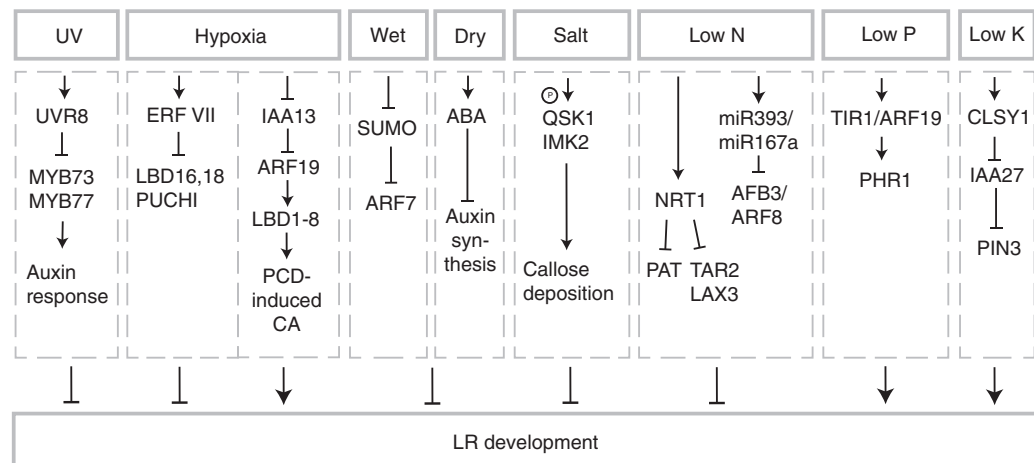 UV
Hypoxia
Wet
Dry
Salt
Low N
Low P
Low K
UVR8
MYB73
MYB77
Auxin
response
ERF VII
LBD16,18
PUCHI
IAA13
ARF19
LBD1-8
PCD-
induced
CA
SUMO
ARF7
ABA
Auxin
syn-
thesis
P
QSK1
IMK2
Callose
deposition
NRT1
PAT
TAR2
LAX3
miR393/
miR167a
AFB3/
ARF8
TIR1/ARF19
PHR1
CLSY1
IAA27
PIN3
LR development